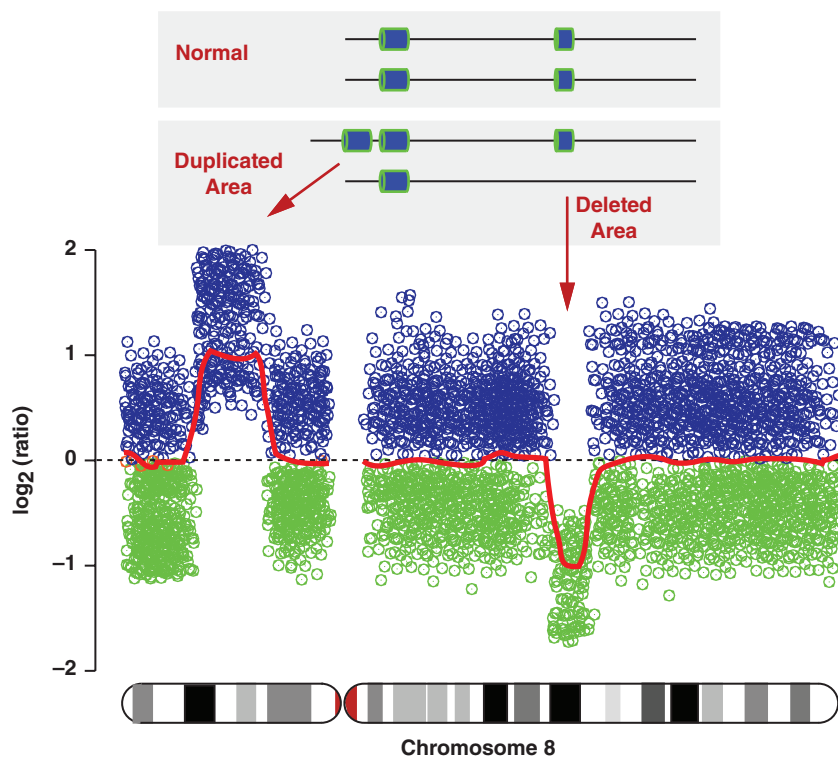 Normal
Duplicated
Area
Deleted
Area
2
1
0
−1
−2
log₂ (ratio)
Chromosome 8